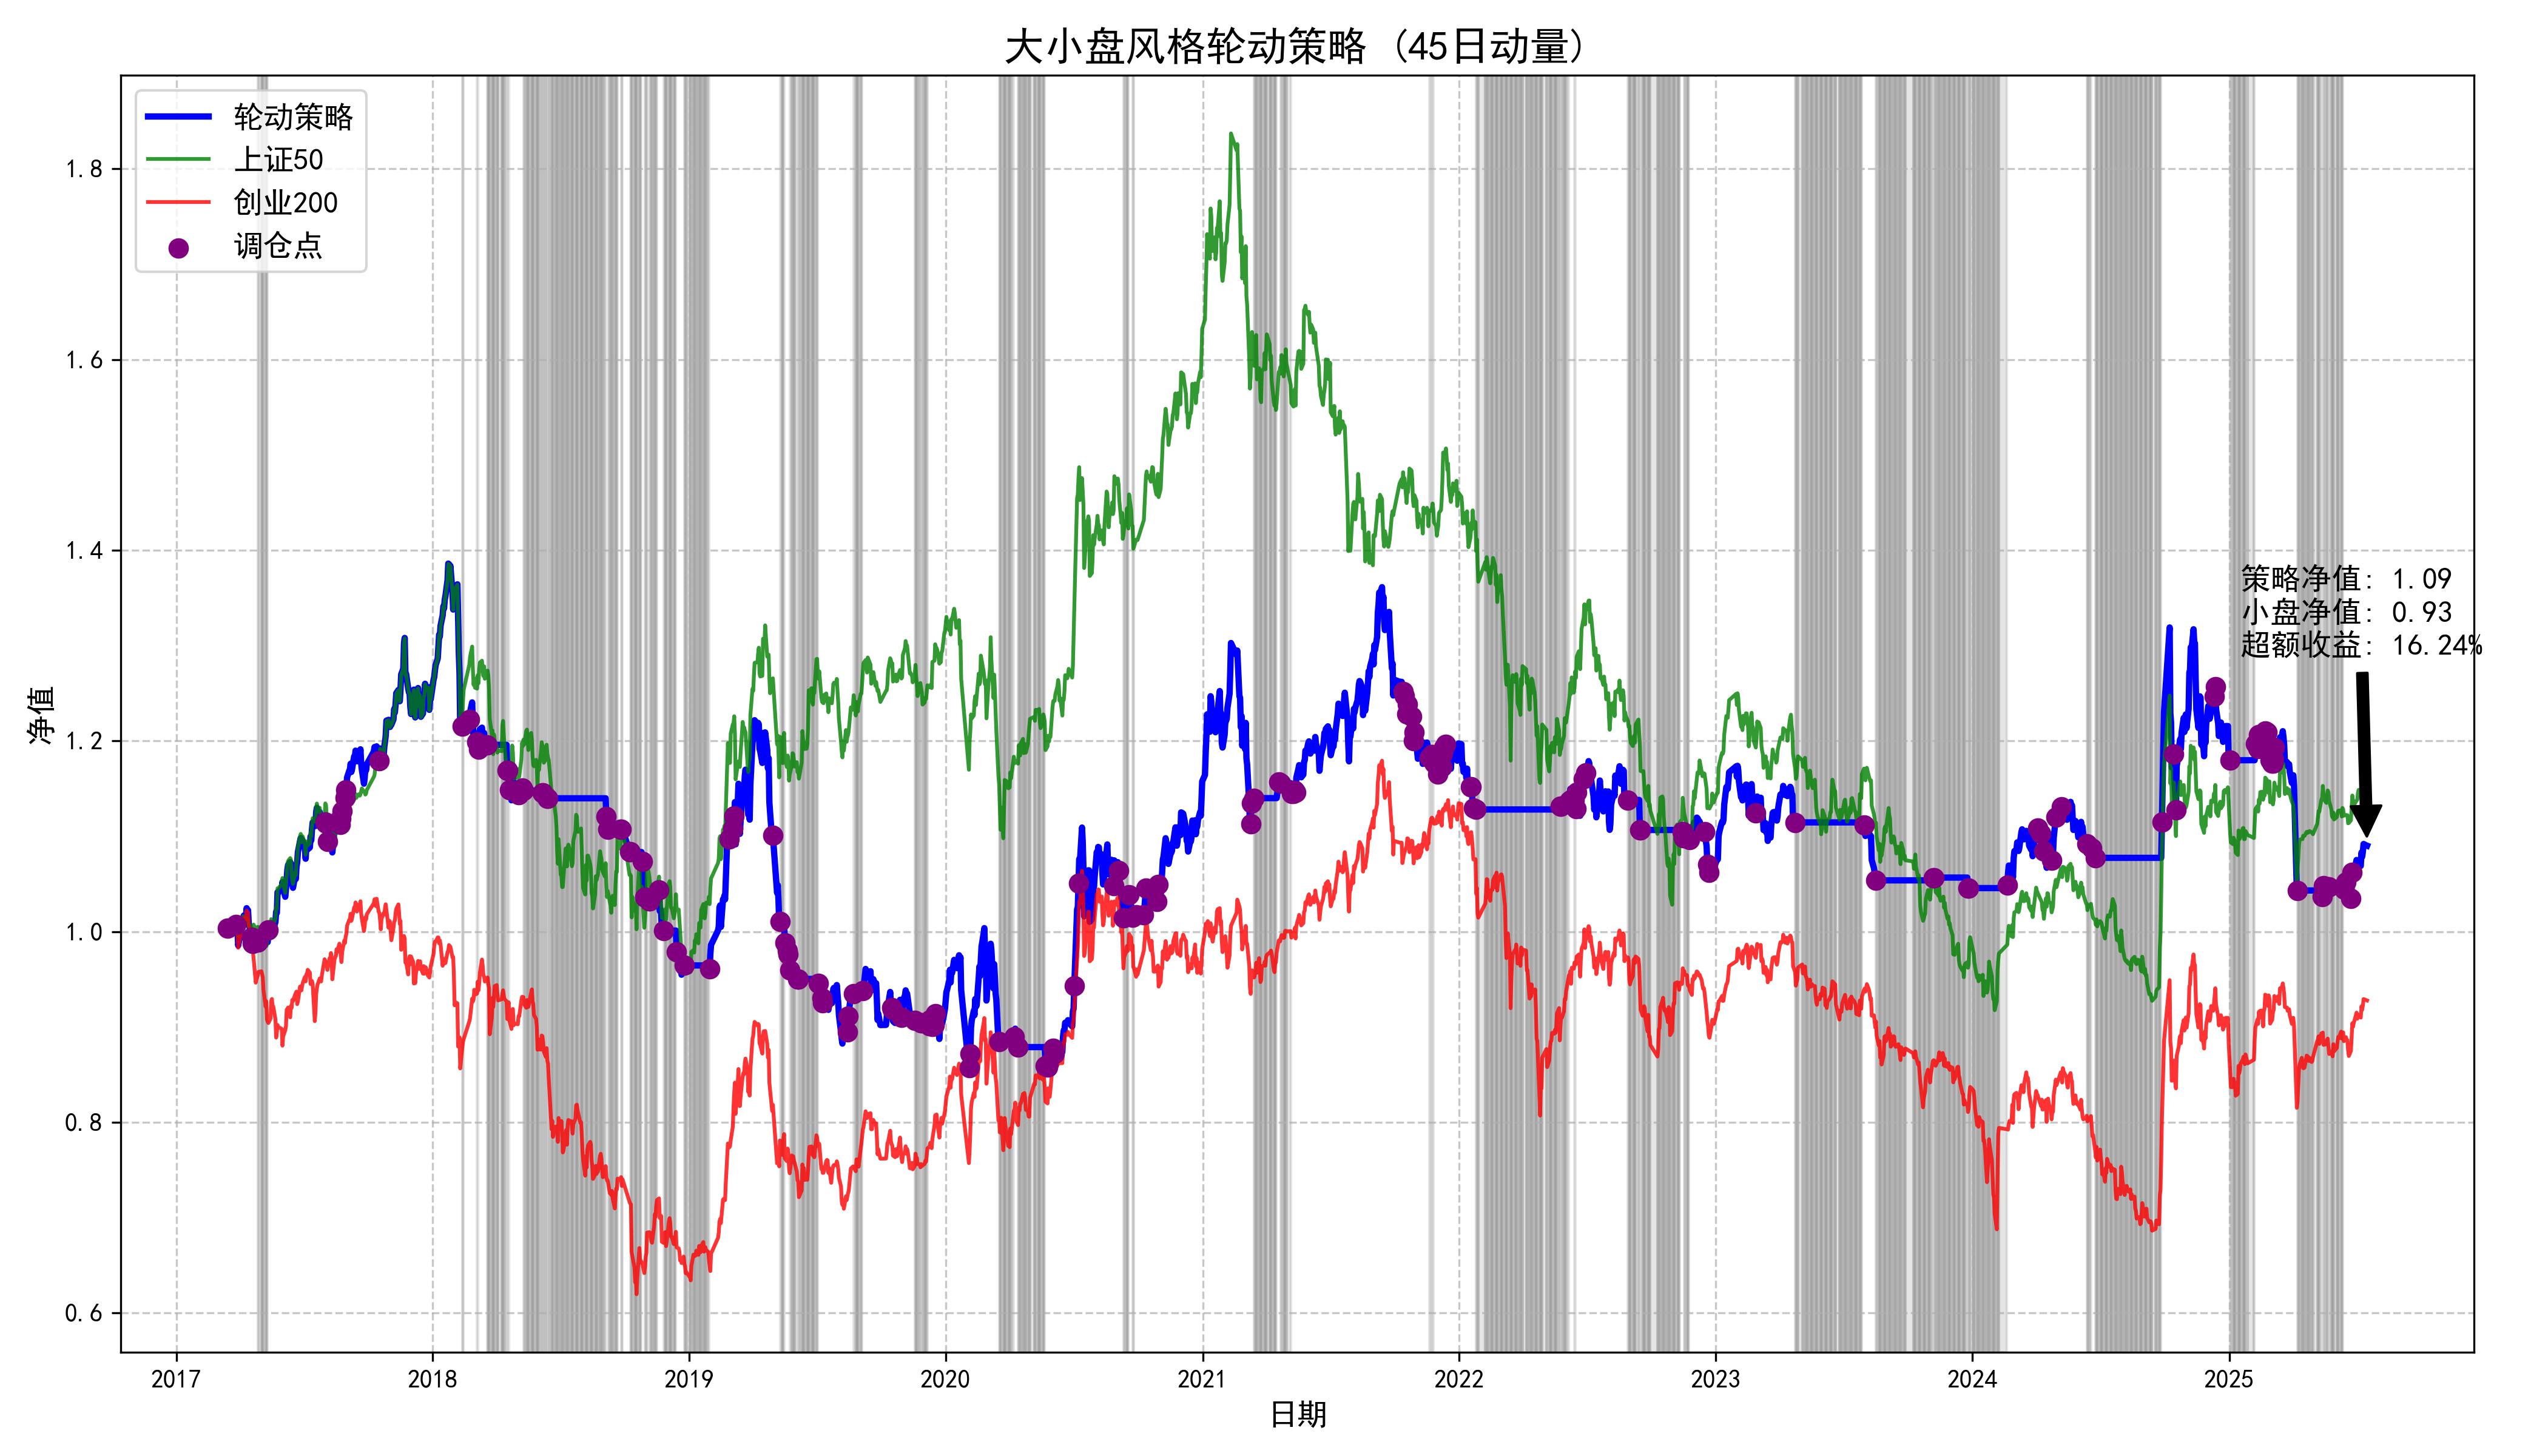 大小盘风格轮动策略 (45日动量)
轮动策略
上证50
创业200
调仓点
净值
1.8
1.6
1.4
1.2
1.0
0.8
0.6
策略净值: 1.09
小盘净值: 0.93
超额收益: 16.24%
2017
2018
2019
2020
2021
2022
2023
2024
2025
日期